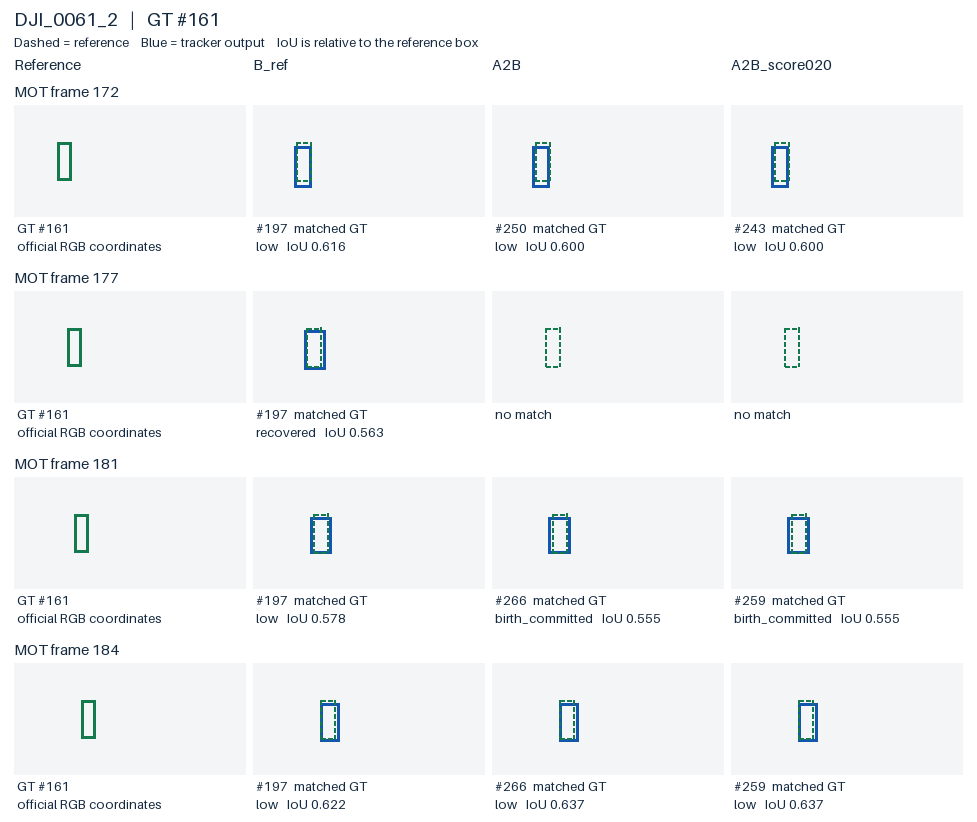 DJI_0061_2 | GT #161
Dashed = reference Blue = tracker output IoU is relative to the reference box
Reference B_ref A2B A2B_score020
MOT frame 172
GT #161 #197 matched GT #250 matched GT #243 matched GT
official RGB coordinates low IoU 0.616 low IoU 0.600 low IoU 0.600
MOT frame 177
GT #161 #197 matched GT no match no match
official RGB coordinates recovered IoU 0.563
MOT frame 181
GT #161 #197 matched GT #266 matched GT #259 matched GT
official RGB coordinates low IoU 0.578 birth_committed IoU 0.555 birth_committed IoU 0.555
MOT frame 184
GT #161 #197 matched GT #266 matched GT #259 matched GT
official RGB coordinates low IoU 0.622 low IoU 0.637 low IoU 0.637